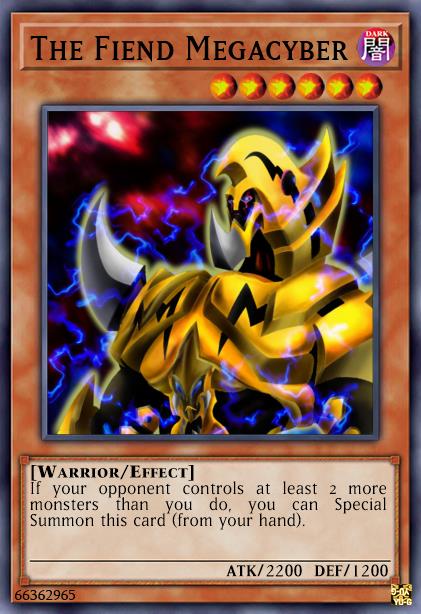 The Fiend Megacyber
DARK
闇
[Warrior/Effect]
If your opponent controls at least 2 more
monsters than you do, you can Special
Summon this card (from your hand).
ATK/2200 DEF/1200
66362965